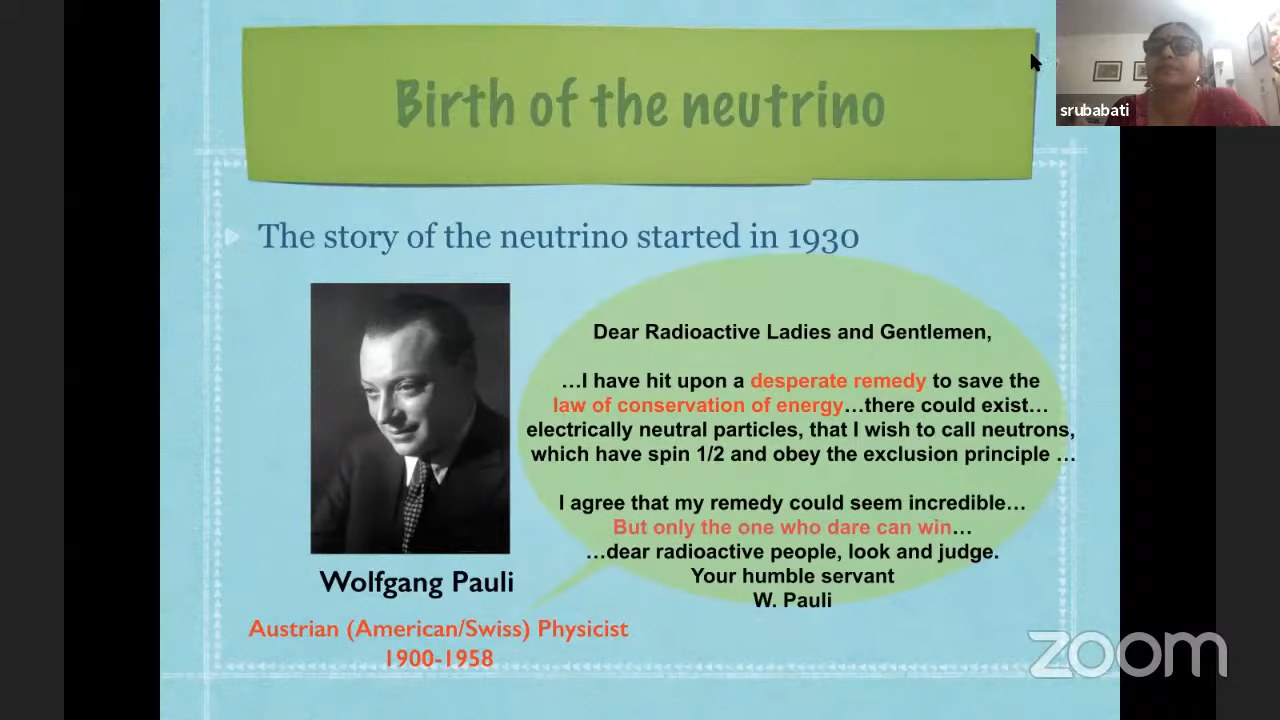 Birth of the neutrino
srubabati
The story of the neutrino started in 1930
Dear Radioactive Ladies and Gentlemen,
…I have hit upon a desperate remedy to save the
law of conservation of energy…there could exist…
electrically neutral particles, that I wish to call neutrons,
which have spin 1/2 and obey the exclusion principle …
I agree that my remedy could seem incredible…
But only the one who dare can win…
…dear radioactive people, look and judge.
Your humble servant
W. Pauli
Wolfgang Pauli
Austrian (American/Swiss) Physicist
1900-1958
zoom